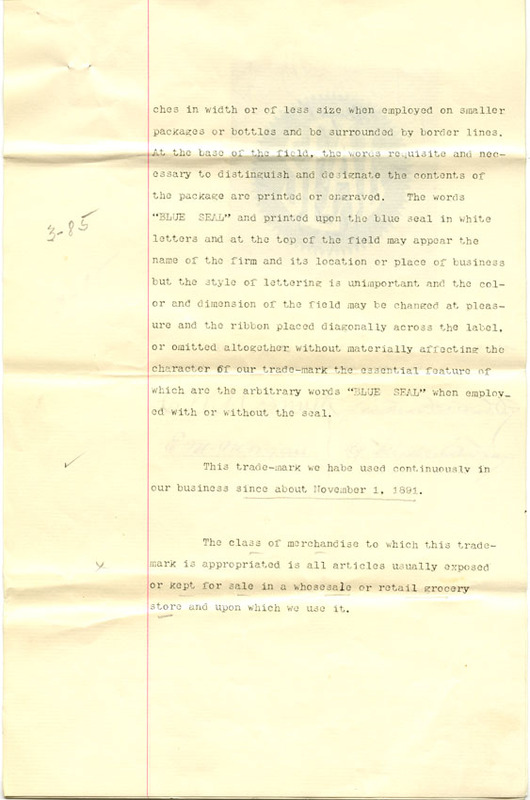 ches in width or of less size when employed on smaller
packages or bottles and be surrounded by border lines.
At the base of the field, the words requisite and nec-
essary to distinguish and designate the contents of
the package are printed or engraved. The words
"BLUE SEAL" and printed upon the blue seal in white
letters and at the top of the field may appear the
name of the firm and its location or place of business
but the style of lettering is unimportant and the col-
or and dimension of the field may be changed at pleas-
ure and the ribbon placed diagonally across the label,
or omitted altogether without materially affecting the
character of our trade-mark the essential feature of
which are the arbitrary words "BLUE SEAL" when employ-
ed with or without the seal.
3-85
This trade-mark we habe used continuously in
our business since about November 1, 1891.
The class of merchandise to which this trade-
mark is appropriated is all articles usually exposed
or kept for sale in a whosesale or retail grocery
store and upon which we use it.